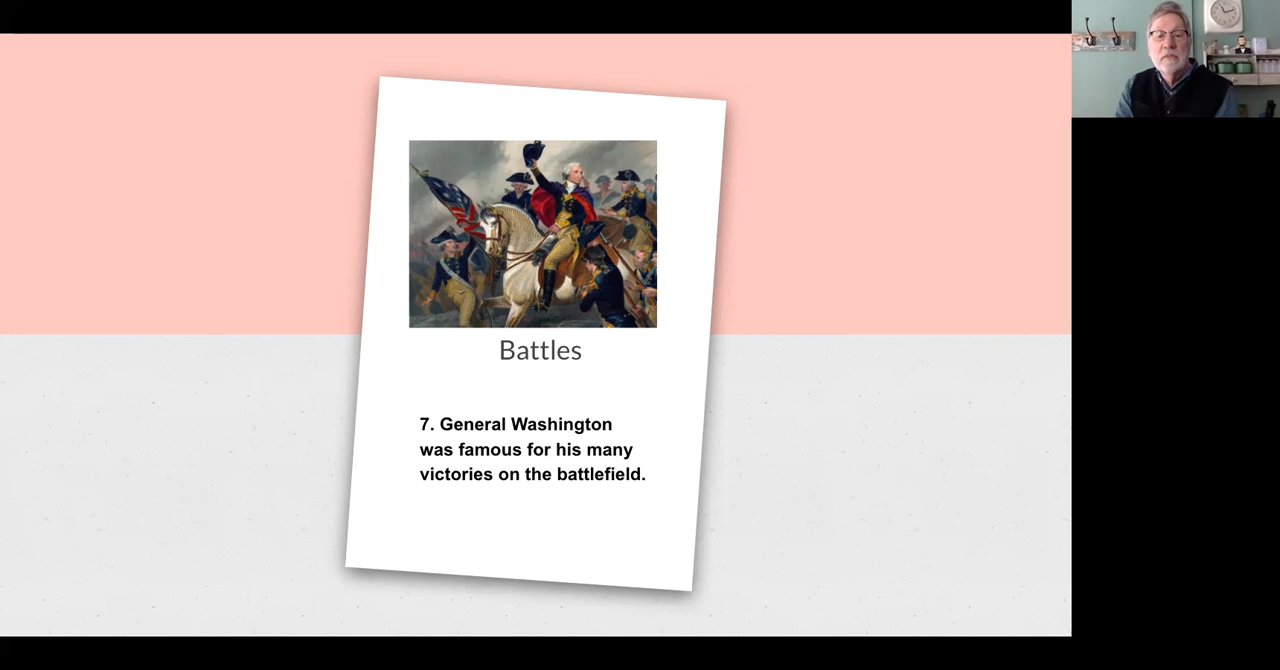 Battles
7. General Washington
was famous for his many
victories on the battlefield.